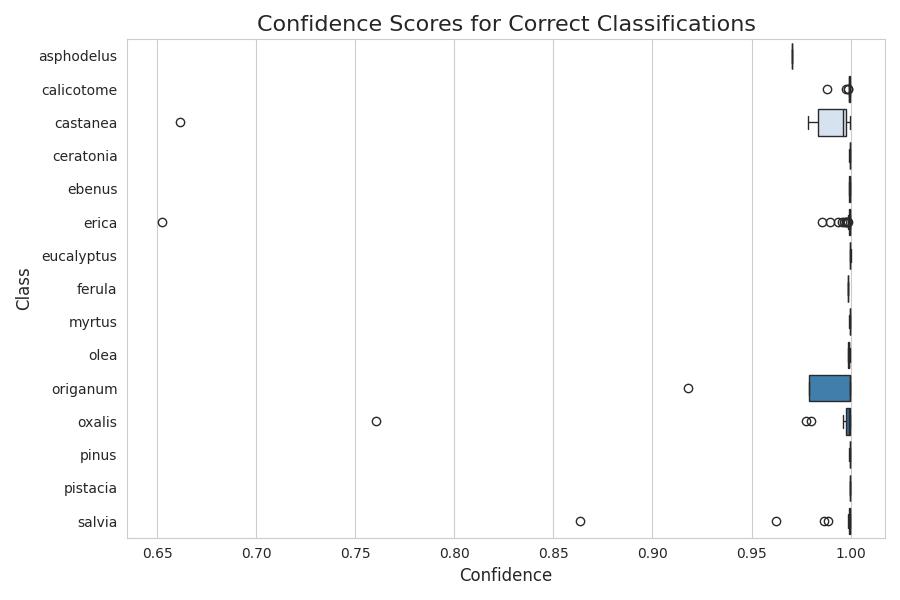 Confidence Scores for Correct Classifications
asphodelus
calicotome
castanea
ceratonia
ebenus
erica
eucalyptus
ferula
myrtus
olea
origanum
oxalis
pinus
pistacia
salvia
Class
0.65 0.70 0.75 0.80 0.85 0.90 0.95 1.00
Confidence